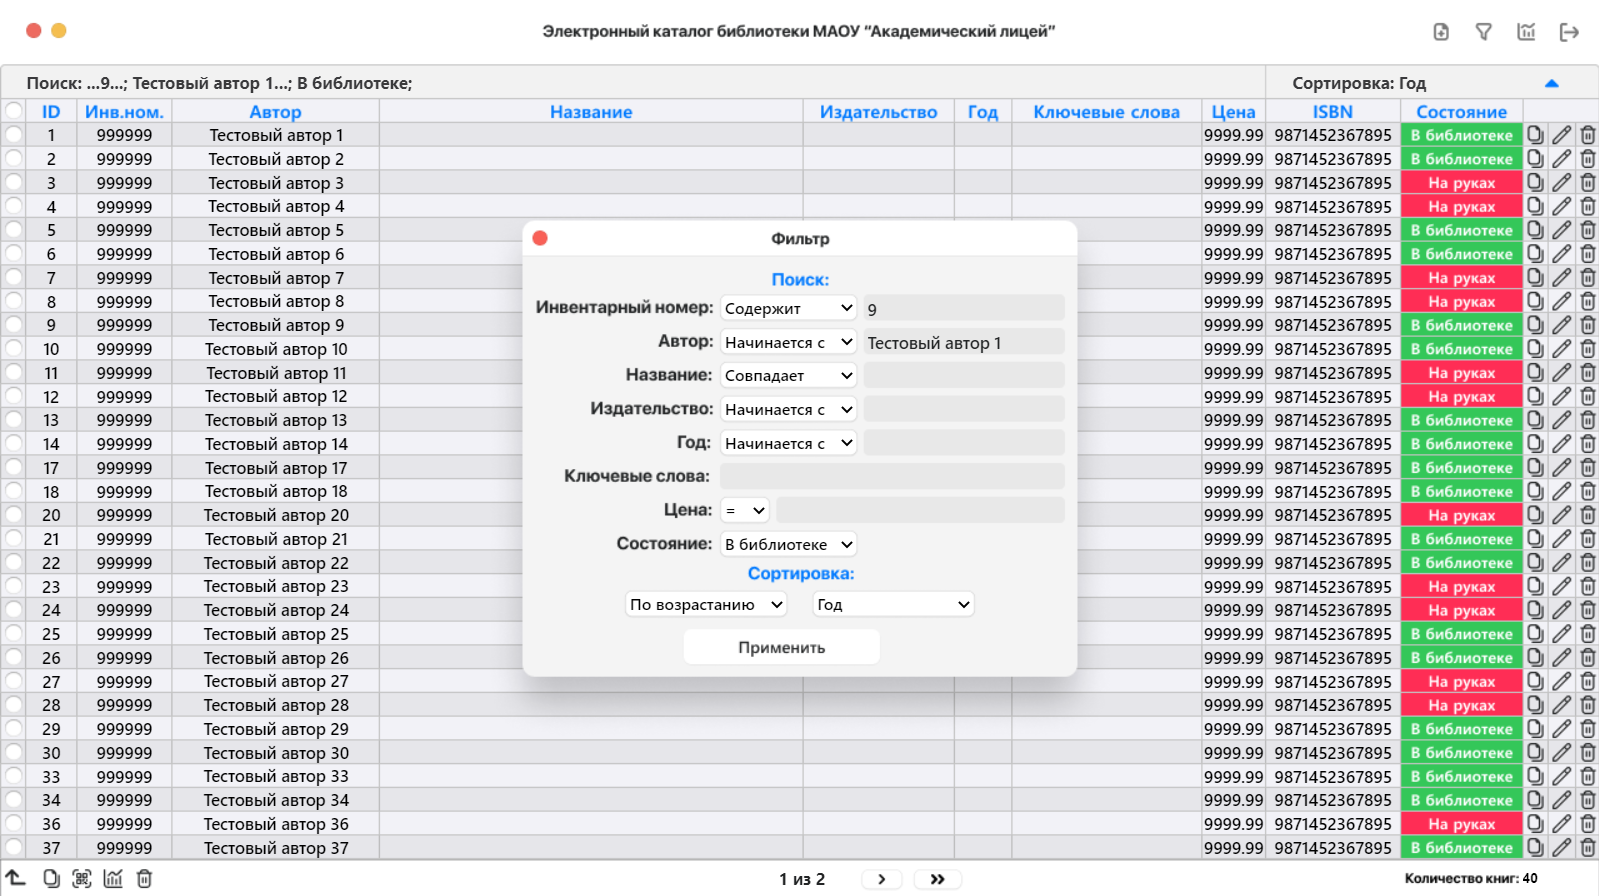 Электронный каталог библиотеки МАОУ "Академический лицей"
Поиск: ...9...; Тестовый автор 1...; В библиотеке; Сортировка: Год
ID Инв.ном. Автор Название Издательство Год Ключевые слова Цена ISBN Состояние
1 999999 Тестовый автор 1 9999.99 9871452367895 В библиотеке
2 999999 Тестовый автор 2 9999.99 9871452367895 В библиотеке
3 999999 Тестовый автор 3 9999.99 9871452367895 На руках
4 999999 Тестовый автор 4 9999.99 9871452367895 На руках
5 999999 Тестовый автор 5 9999.99 9871452367895 В библиотеке
6 999999 Тестовый автор 6 9999.99 9871452367895 В библиотеке
7 999999 Тестовый автор 7 9999.99 9871452367895 На руках
8 999999 Тестовый автор 8 9999.99 9871452367895 На руках
9 999999 Тестовый автор 9 9999.99 9871452367895 В библиотеке
10 999999 Тестовый автор 10 9999.99 9871452367895 В библиотеке
11 999999 Тестовый автор 11 9999.99 9871452367895 На руках
12 999999 Тестовый автор 12 9999.99 9871452367895 На руках
13 999999 Тестовый автор 13 9999.99 9871452367895 В библиотеке
14 999999 Тестовый автор 14 9999.99 9871452367895 В библиотеке
17 999999 Тестовый автор 17 9999.99 9871452367895 В библиотеке
18 999999 Тестовый автор 18 9999.99 9871452367895 В библиотеке
20 999999 Тестовый автор 20 9999.99 9871452367895 На руках
21 999999 Тестовый автор 21 9999.99 9871452367895 В библиотеке
22 999999 Тестовый автор 22 9999.99 9871452367895 В библиотеке
23 999999 Тестовый автор 23 9999.99 9871452367895 На руках
24 999999 Тестовый автор 24 9999.99 9871452367895 На руках
25 999999 Тестовый автор 25 9999.99 9871452367895 В библиотеке
26 999999 Тестовый автор 26 9999.99 9871452367895 В библиотеке
27 999999 Тестовый автор 27 9999.99 9871452367895 На руках
28 999999 Тестовый автор 28 9999.99 9871452367895 На руках
29 999999 Тестовый автор 29 9999.99 9871452367895 В библиотеке
30 999999 Тестовый автор 30 9999.99 9871452367895 В библиотеке
33 999999 Тестовый автор 33 9999.99 9871452367895 В библиотеке
34 999999 Тестовый автор 34 9999.99 9871452367895 В библиотеке
36 999999 Тестовый автор 36 9999.99 9871452367895 На руках
37 999999 Тестовый автор 37 9999.99 9871452367895 В библиотеке
Фильтр
Поиск:
Инвентарный номер: Содержит 9
Автор: Начинается с Тестовый автор 1
Название: Совпадает
Издательство: Начинается с
Год: Начинается с
Ключевые слова:
Цена: =
Состояние: В библиотеке
Сортировка:
По возрастанию Год
Применить
1 из 2 Количество книг: 40